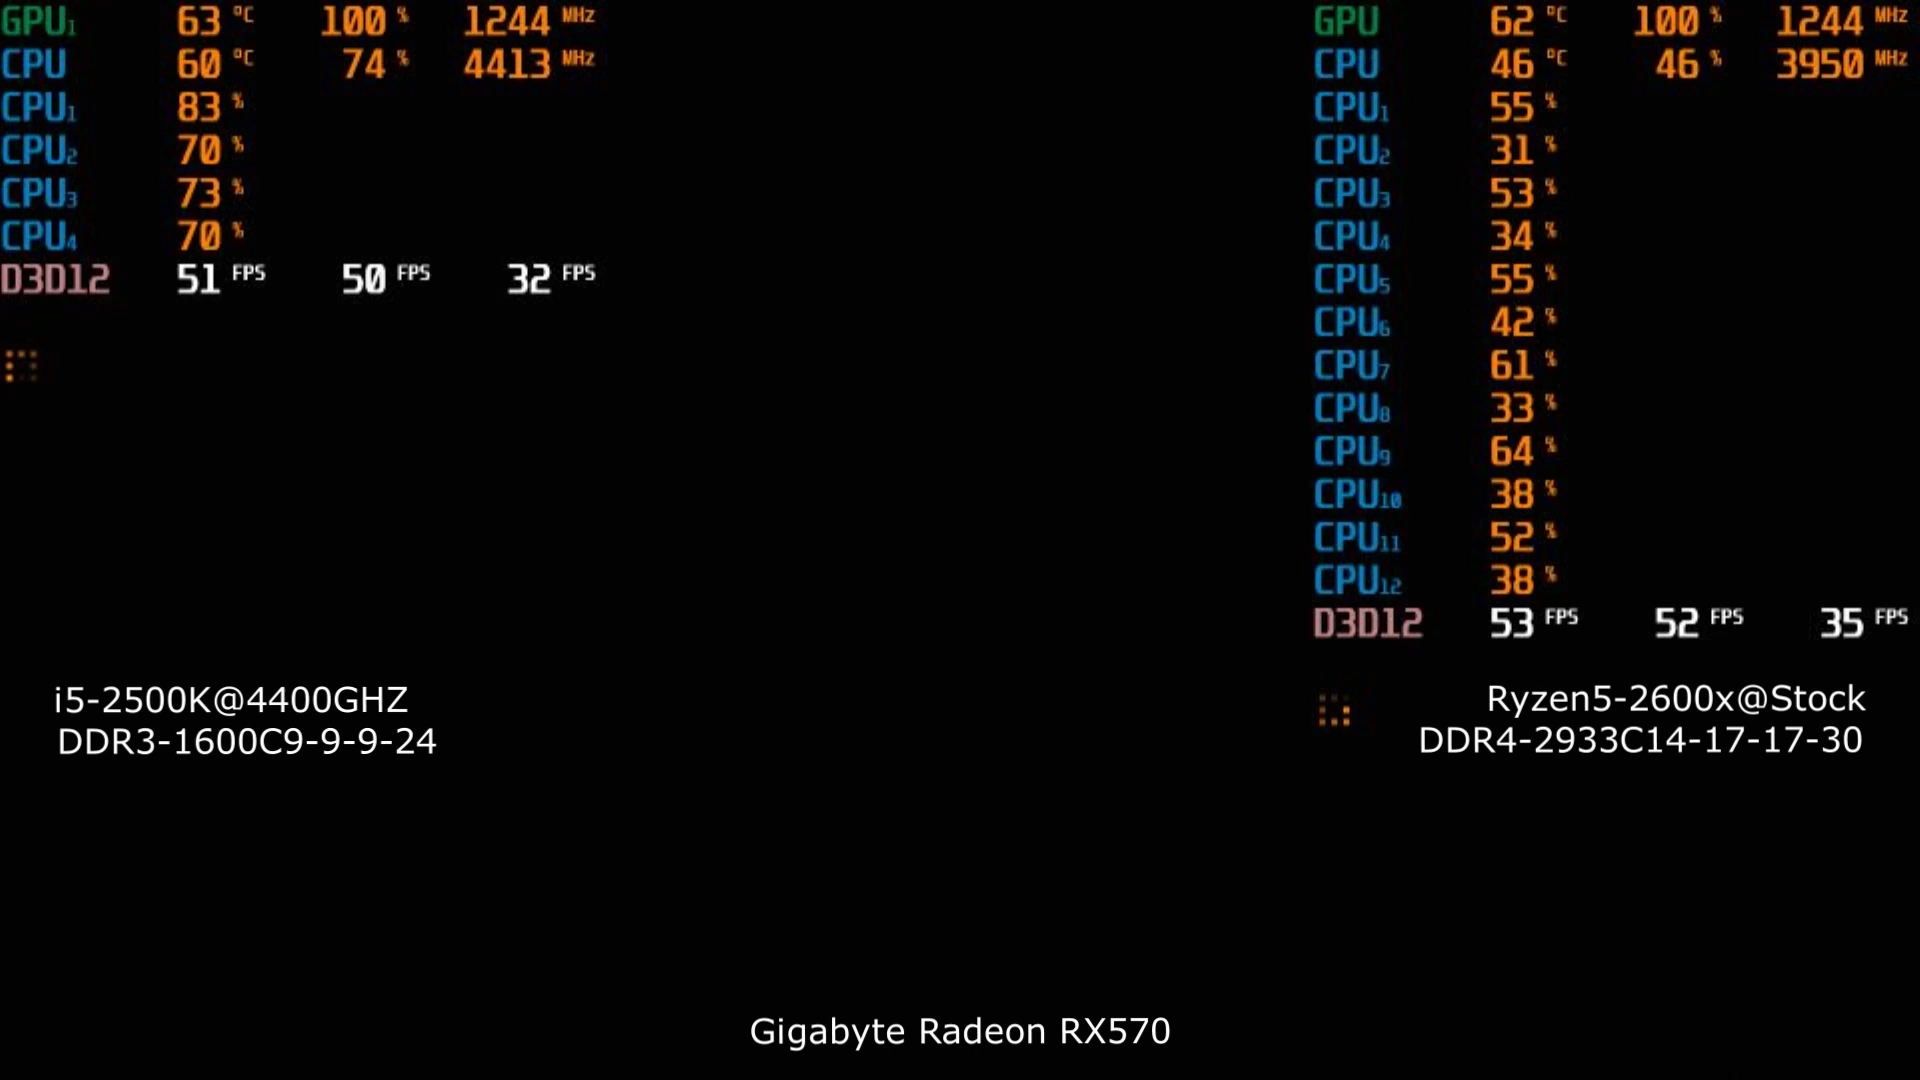 GPU1 63 °C 100 % 1244 MHz
CPU 60 °C 74 % 4413 MHz
CPU1 83 %
CPU2 70 %
CPU3 73 %
CPU4 70 %
D3D12 51 FPS 50 FPS 32 FPS
i5-2500K@4400GHZ
DDR3-1600C9-9-9-24
GPU 62 °C 100 % 1244 MHz
CPU 46 °C 46 % 3950 MHz
CPU1 55 %
CPU2 31 %
CPU3 53 %
CPU4 34 %
CPU5 55 %
CPU6 42 %
CPU7 61 %
CPU8 33 %
CPU9 64 %
CPU10 38 %
CPU11 52 %
CPU12 38 %
D3D12 53 FPS 52 FPS 35 FPS
Ryzen5-2600x@Stock
DDR4-2933C14-17-17-30
Gigabyte Radeon RX570